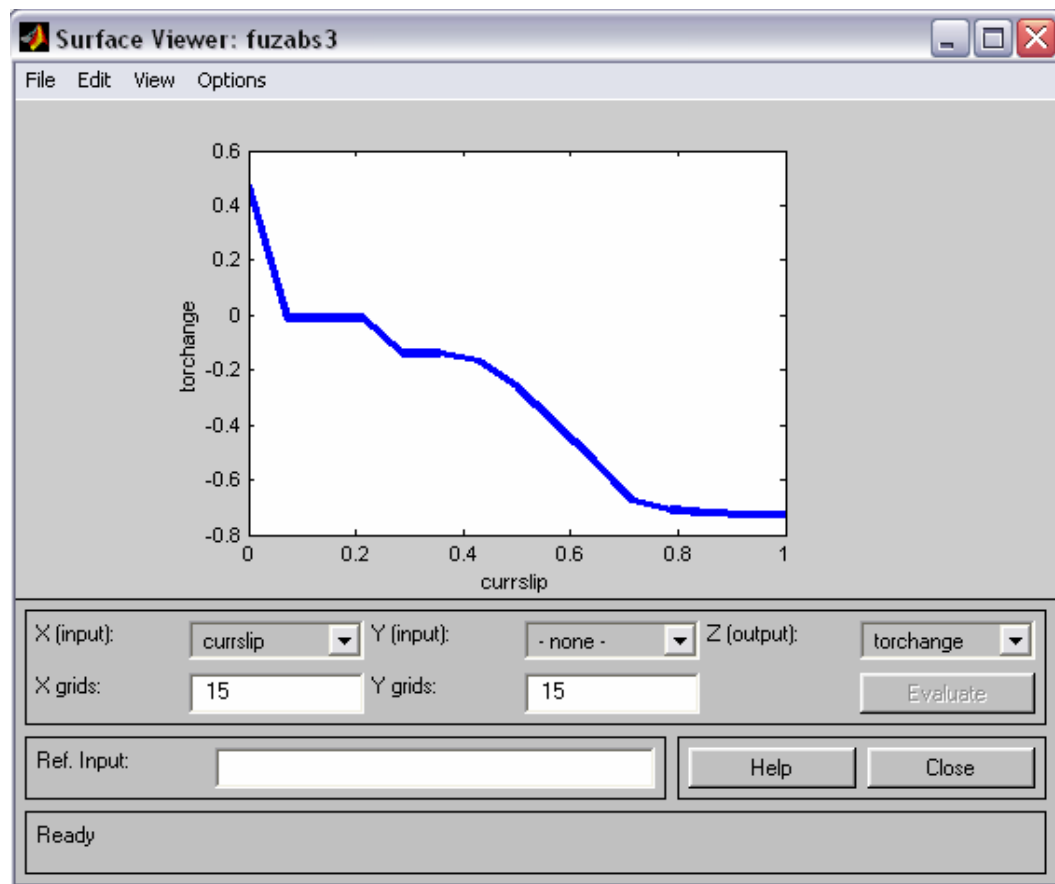 Surface Viewer: fuzabs3
File Edit View Options
0.6
0.4
0.2
0
-0.2
-0.4
-0.6
-0.8
torchange
0 0.2 0.4 0.6 0.8 1
currslip
X (input): currslip Y (input): - none - Z (output): torchange
X grids: 15 Y grids: 15 Evaluate
Ref. Input: Help Close
Ready